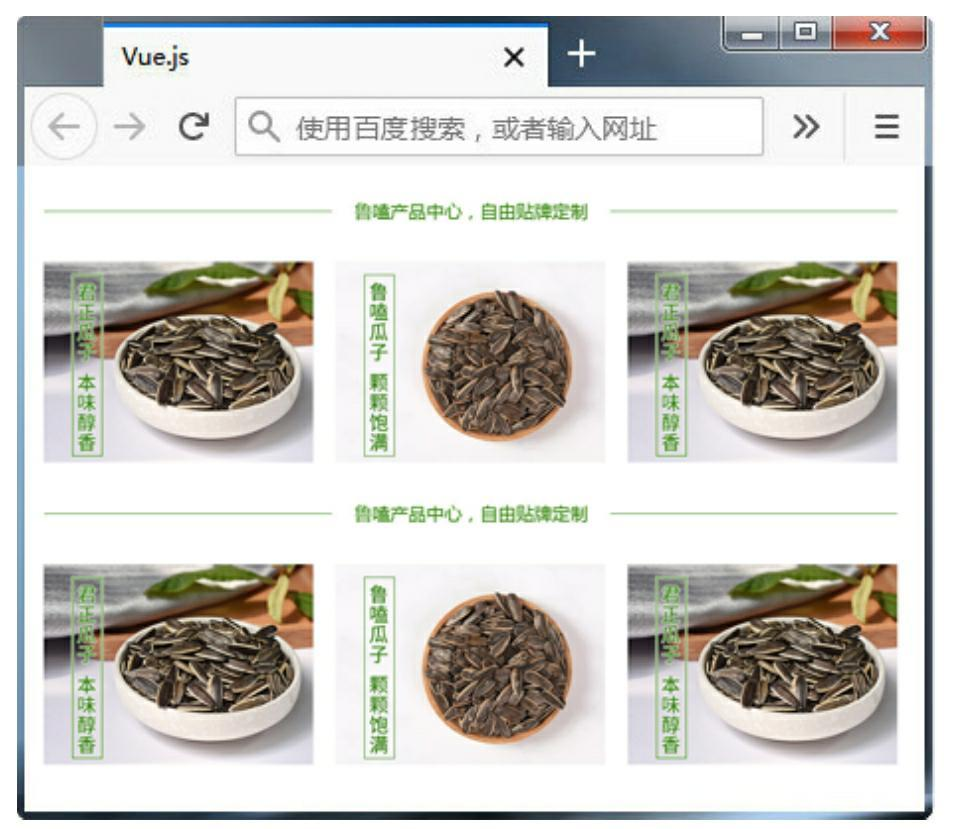 Vue.js
使用百度搜索，或者输入网址
鲁嗑产品中心，自由贴牌定制
君正瓜子 本味醇香
鲁嗑瓜子 颗颗饱满
君正瓜子 本味醇香
鲁嗑产品中心，自由贴牌定制
君正瓜子 本味醇香
鲁嗑瓜子 颗颗饱满
君正瓜子 本味醇香